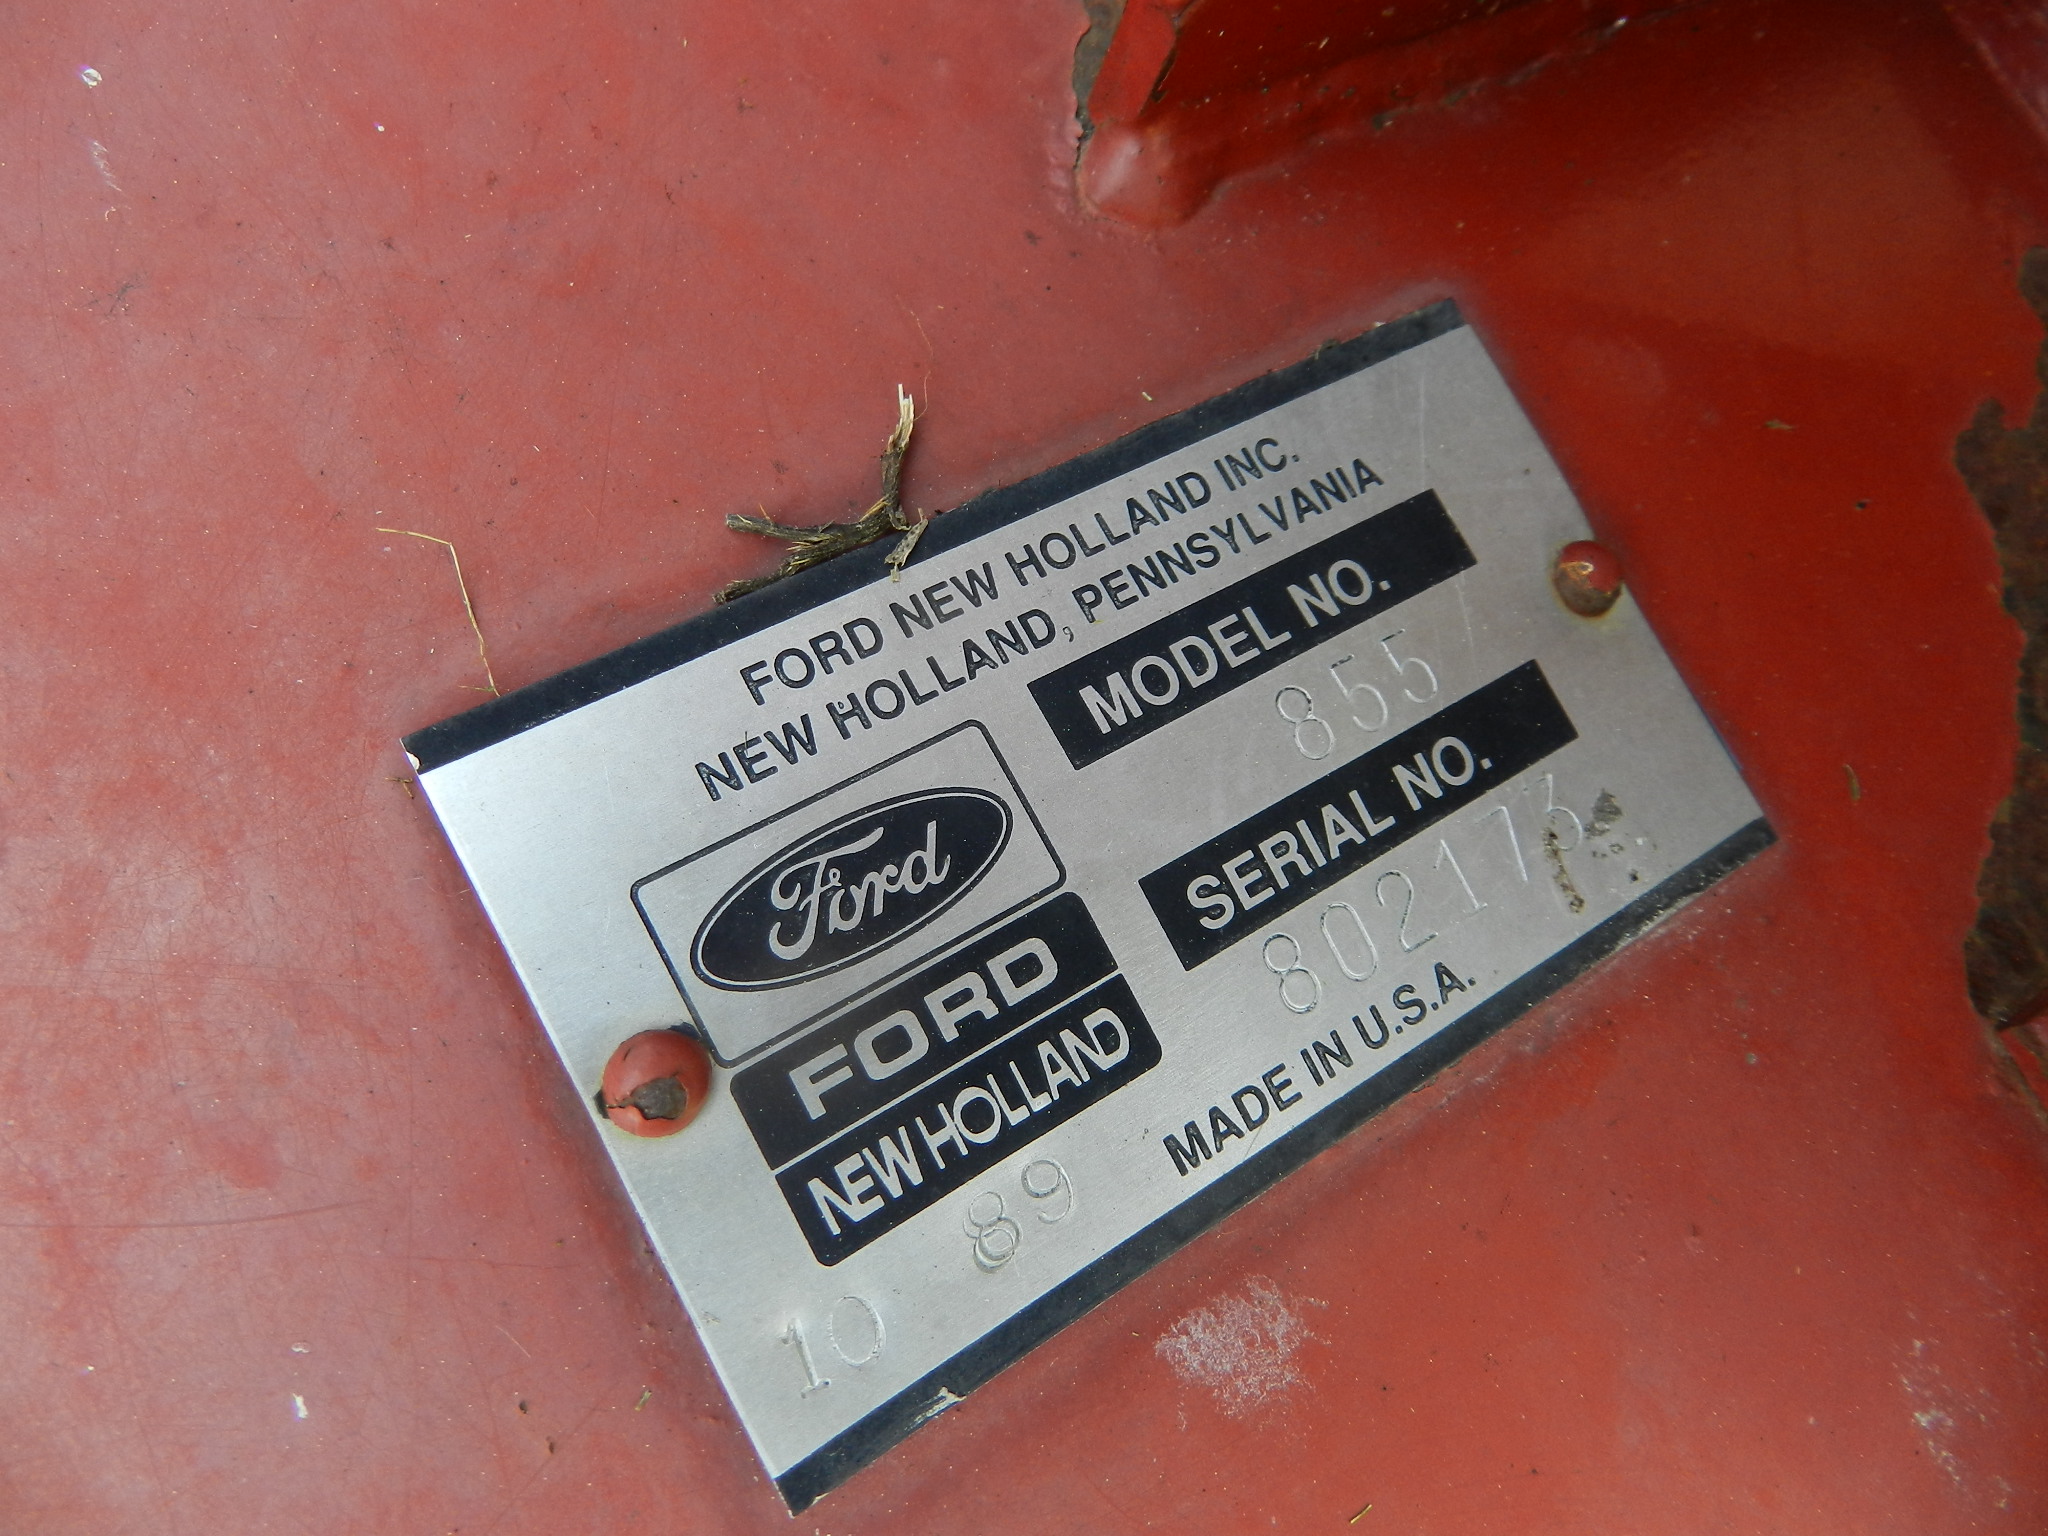 FORD NEW HOLLAND INC.
NEW HOLLAND, PENNSYLVANIA
MODEL NO.
855
SERIAL NO.
802173
Ford
FORD
NEW HOLLAND
MADE IN U.S.A.
10 89